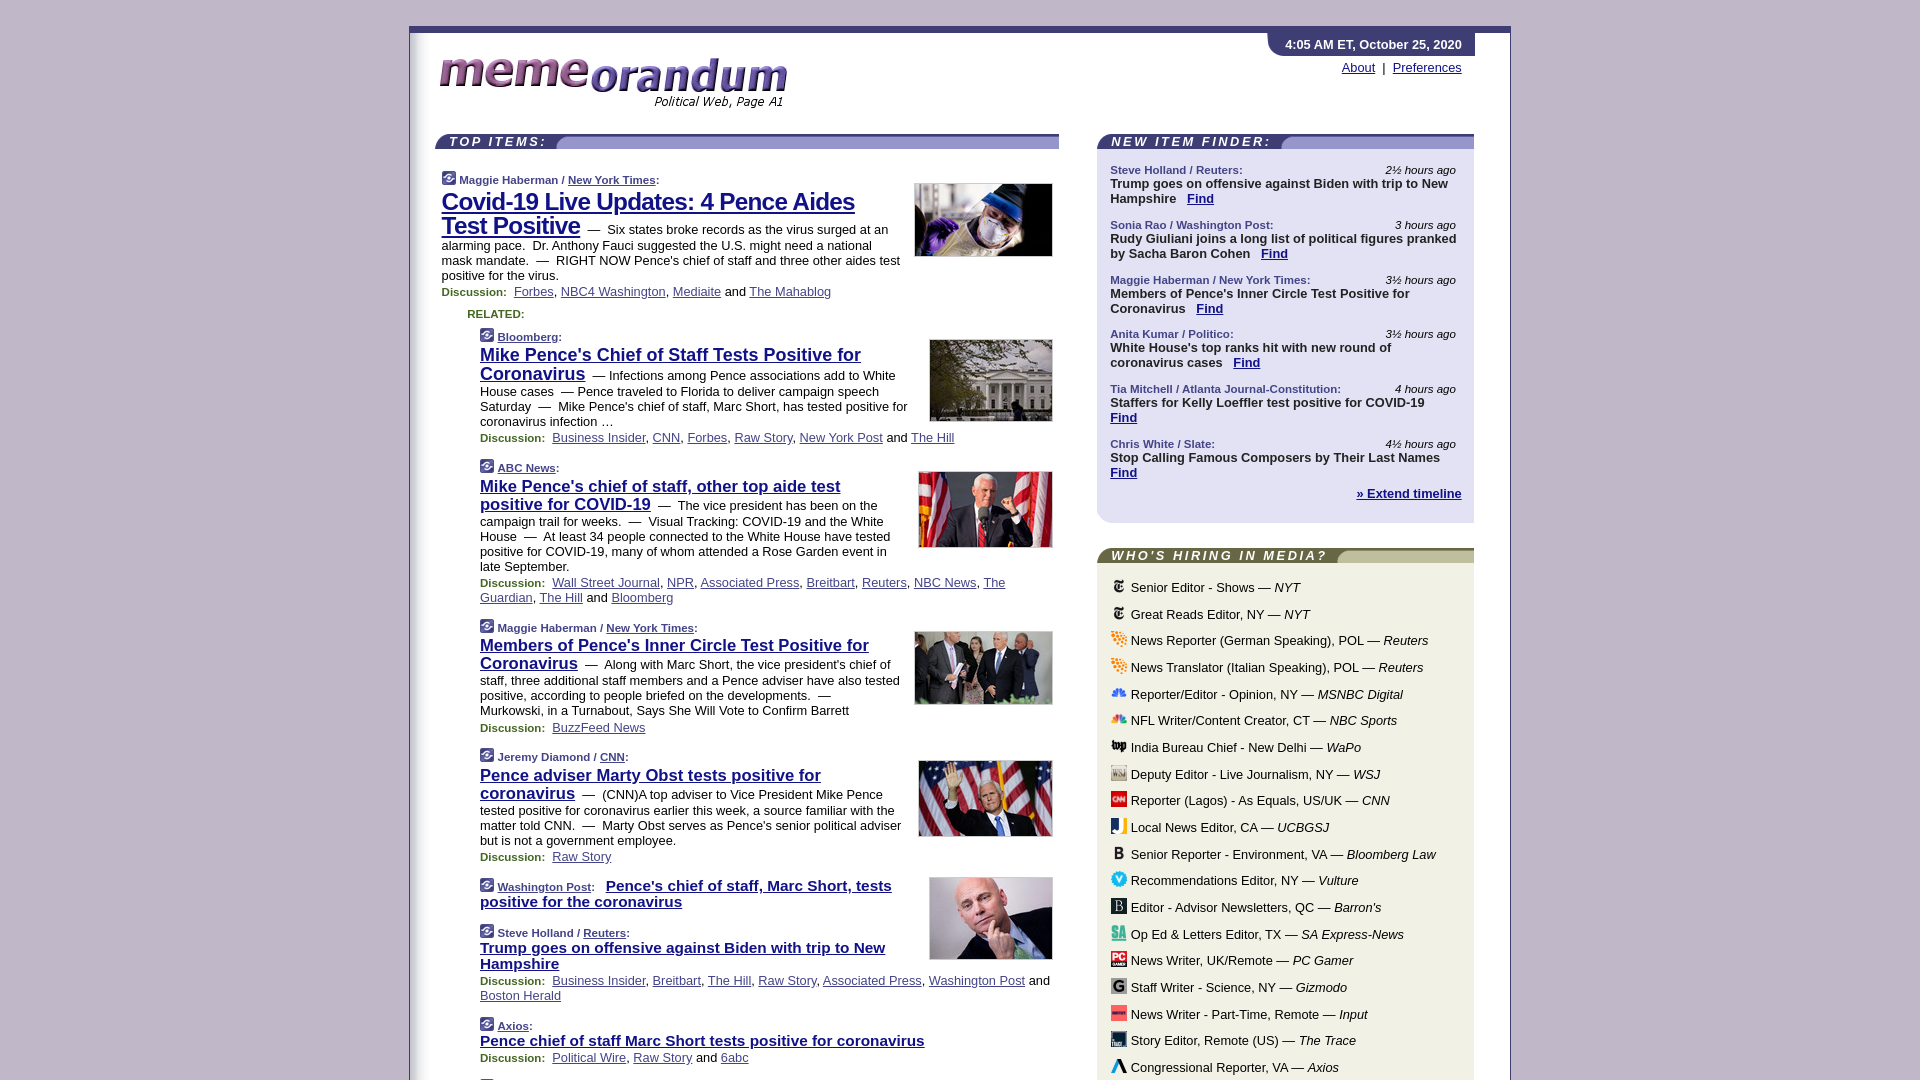 4:05 AM ET, October 25, 2020
About | Preferences
memeorandum
Political Web, Page A1
TOP ITEMS:
Maggie Haberman / New York Times:
Covid-19 Live Updates: 4 Pence Aides
Test Positive — Six states broke records as the virus surged at an
alarming pace. Dr. Anthony Fauci suggested the U.S. might need a national
mask mandate. — RIGHT NOW Pence's chief of staff and three other aides test
positive for the virus.
Discussion: Forbes, NBC4 Washington, Mediaite and The Mahablog
RELATED:
Bloomberg:
Mike Pence's Chief of Staff Tests Positive for
Coronavirus — Infections among Pence associations add to White
House cases — Pence traveled to Florida to deliver campaign speech
Saturday — Mike Pence's chief of staff, Marc Short, has tested positive for
coronavirus infection …
Discussion: Business Insider, CNN, Forbes, Raw Story, New York Post and The Hill
ABC News:
Mike Pence's chief of staff, other top aide test
positive for COVID-19 — The vice president has been on the
campaign trail for weeks. — Visual Tracking: COVID-19 and the White
House — At least 34 people connected to the White House have tested
positive for COVID-19, many of whom attended a Rose Garden event in
late September.
Discussion: Wall Street Journal, NPR, Associated Press, Breitbart, Reuters, NBC News, The
Guardian, The Hill and Bloomberg
Maggie Haberman / New York Times:
Members of Pence's Inner Circle Test Positive for
Coronavirus — Along with Marc Short, the vice president's chief of
staff, three additional staff members and a Pence adviser have also tested
positive, according to people briefed on the developments. —
Murkowski, in a Turnabout, Says She Will Vote to Confirm Barrett
Discussion: BuzzFeed News
Jeremy Diamond / CNN:
Pence adviser Marty Obst tests positive for
coronavirus — (CNN)A top adviser to Vice President Mike Pence
tested positive for coronavirus earlier this week, a source familiar with the
matter told CNN. — Marty Obst serves as Pence's senior political adviser
but is not a government employee.
Discussion: Raw Story
Washington Post: Pence's chief of staff, Marc Short, tests
positive for the coronavirus
Steve Holland / Reuters:
Trump goes on offensive against Biden with trip to New
Hampshire
Discussion: Business Insider, Breitbart, The Hill, Raw Story, Associated Press, Washington Post and
Boston Herald
Axios:
Pence chief of staff Marc Short tests positive for coronavirus
Discussion: Political Wire, Raw Story and 6abc
NEW ITEM FINDER:
Steve Holland / Reuters: 2½ hours ago
Trump goes on offensive against Biden with trip to New
Hampshire Find
Sonia Rao / Washington Post: 3 hours ago
Rudy Giuliani joins a long list of political figures pranked
by Sacha Baron Cohen Find
Maggie Haberman / New York Times: 3½ hours ago
Members of Pence's Inner Circle Test Positive for
Coronavirus Find
Anita Kumar / Politico: 3½ hours ago
White House's top ranks hit with new round of
coronavirus cases Find
Tia Mitchell / Atlanta Journal-Constitution: 4 hours ago
Staffers for Kelly Loeffler test positive for COVID-19
Find
Chris White / Slate: 4½ hours ago
Stop Calling Famous Composers by Their Last Names
Find
» Extend timeline
WHO'S HIRING IN MEDIA?
Senior Editor - Shows — NYT
Great Reads Editor, NY — NYT
News Reporter (German Speaking), POL — Reuters
News Translator (Italian Speaking), POL — Reuters
Reporter/Editor - Opinion, NY — MSNBC Digital
NFL Writer/Content Creator, CT — NBC Sports
wp India Bureau Chief - New Delhi — WaPo
WSJ Deputy Editor - Live Journalism, NY — WSJ
CNN Reporter (Lagos) - As Equals, US/UK — CNN
Local News Editor, CA — UCBGSJ
B Senior Reporter - Environment, VA — Bloomberg Law
Recommendations Editor, NY — Vulture
B Editor - Advisor Newsletters, QC — Barron's
SA Op Ed & Letters Editor, TX — SA Express-News
PC GAMER News Writer, UK/Remote — PC Gamer
G Staff Writer - Science, NY — Gizmodo
News Writer - Part-Time, Remote — Input
Story Editor, Remote (US) — The Trace
Congressional Reporter, VA — Axios